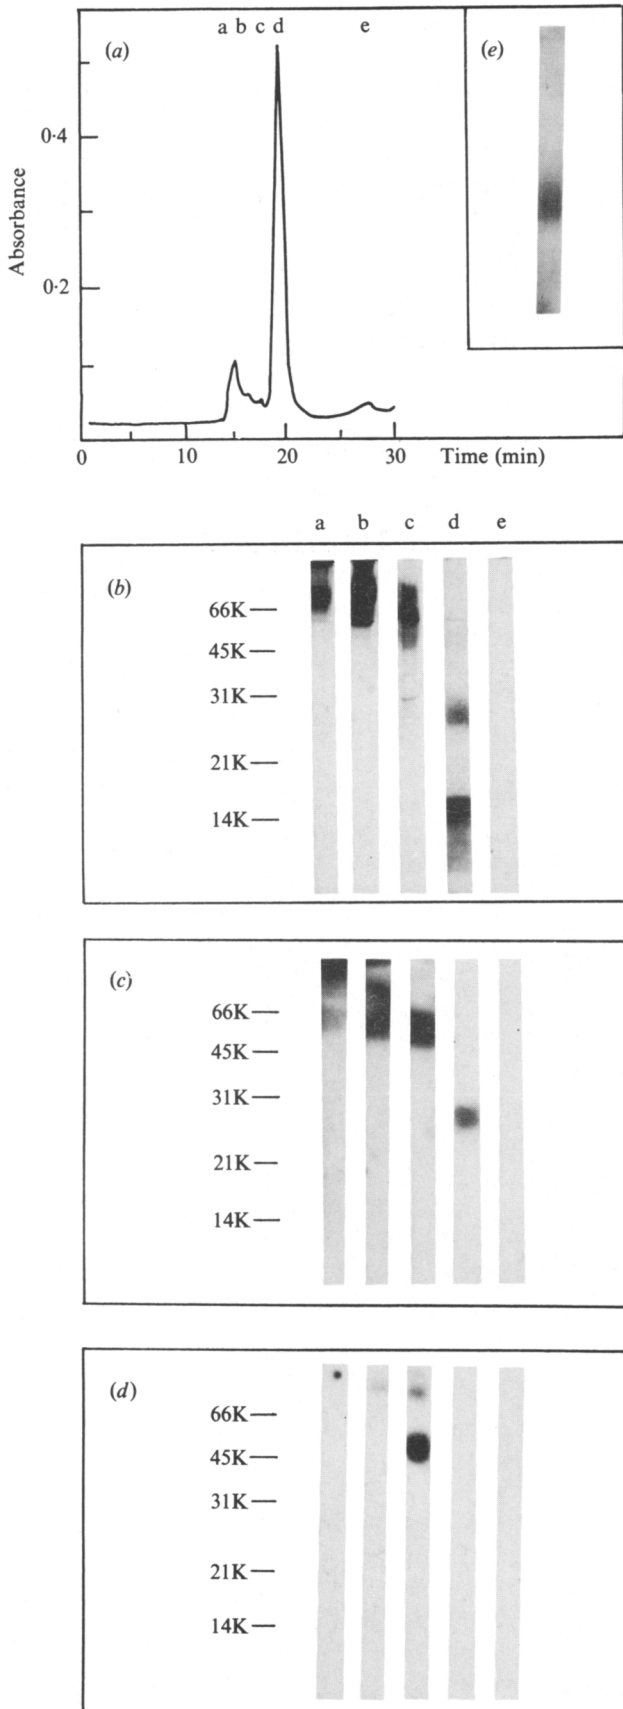 a b c d e
(a)
(e)
0·4
Absorbance
0·2
0 10 20 30 Time (min)
a b c d e
(b)
66K
45K
31K
21K
14K
(c)
66K
45K
31K
21K
14K
(d)
66K
45K
31K
21K
14K